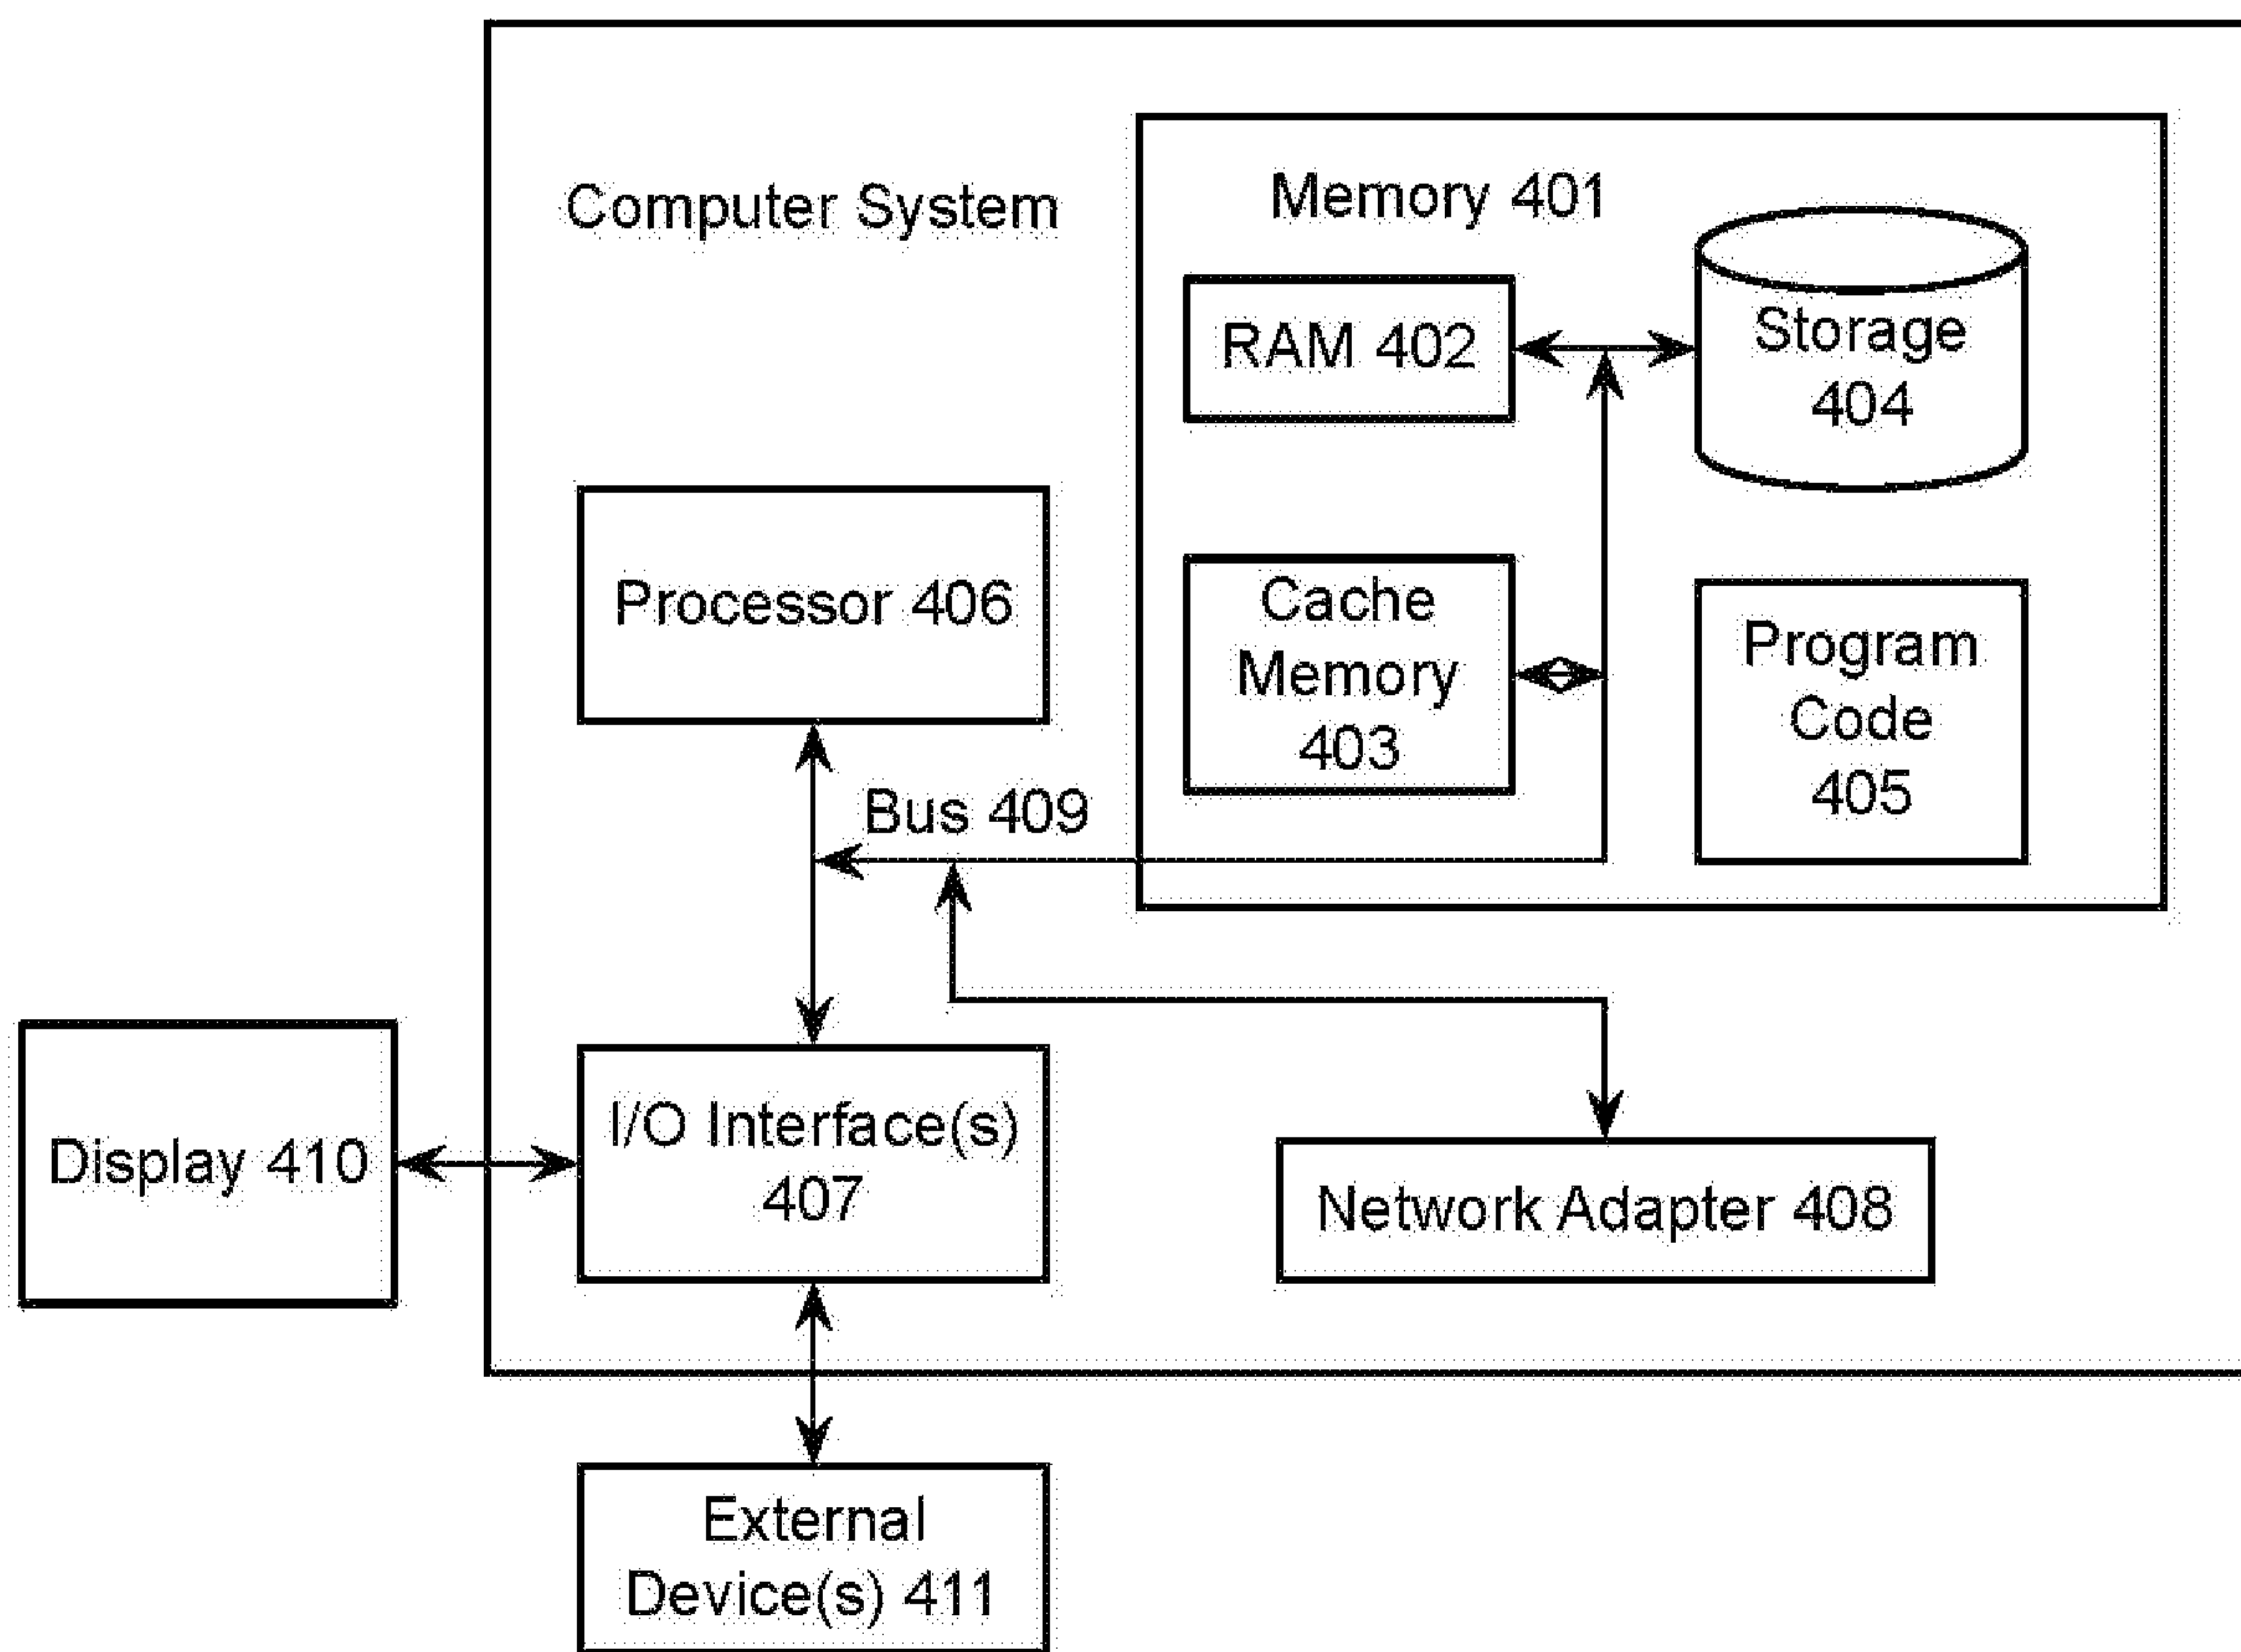 Computer System
Memory 401
RAM 402
Storage
404
Processor 406
Cache
Memory
403
Program
Code
405
Bus 409
Display 410
I/O Interface(s)
407
Network Adapter 408
External
Device(s) 411